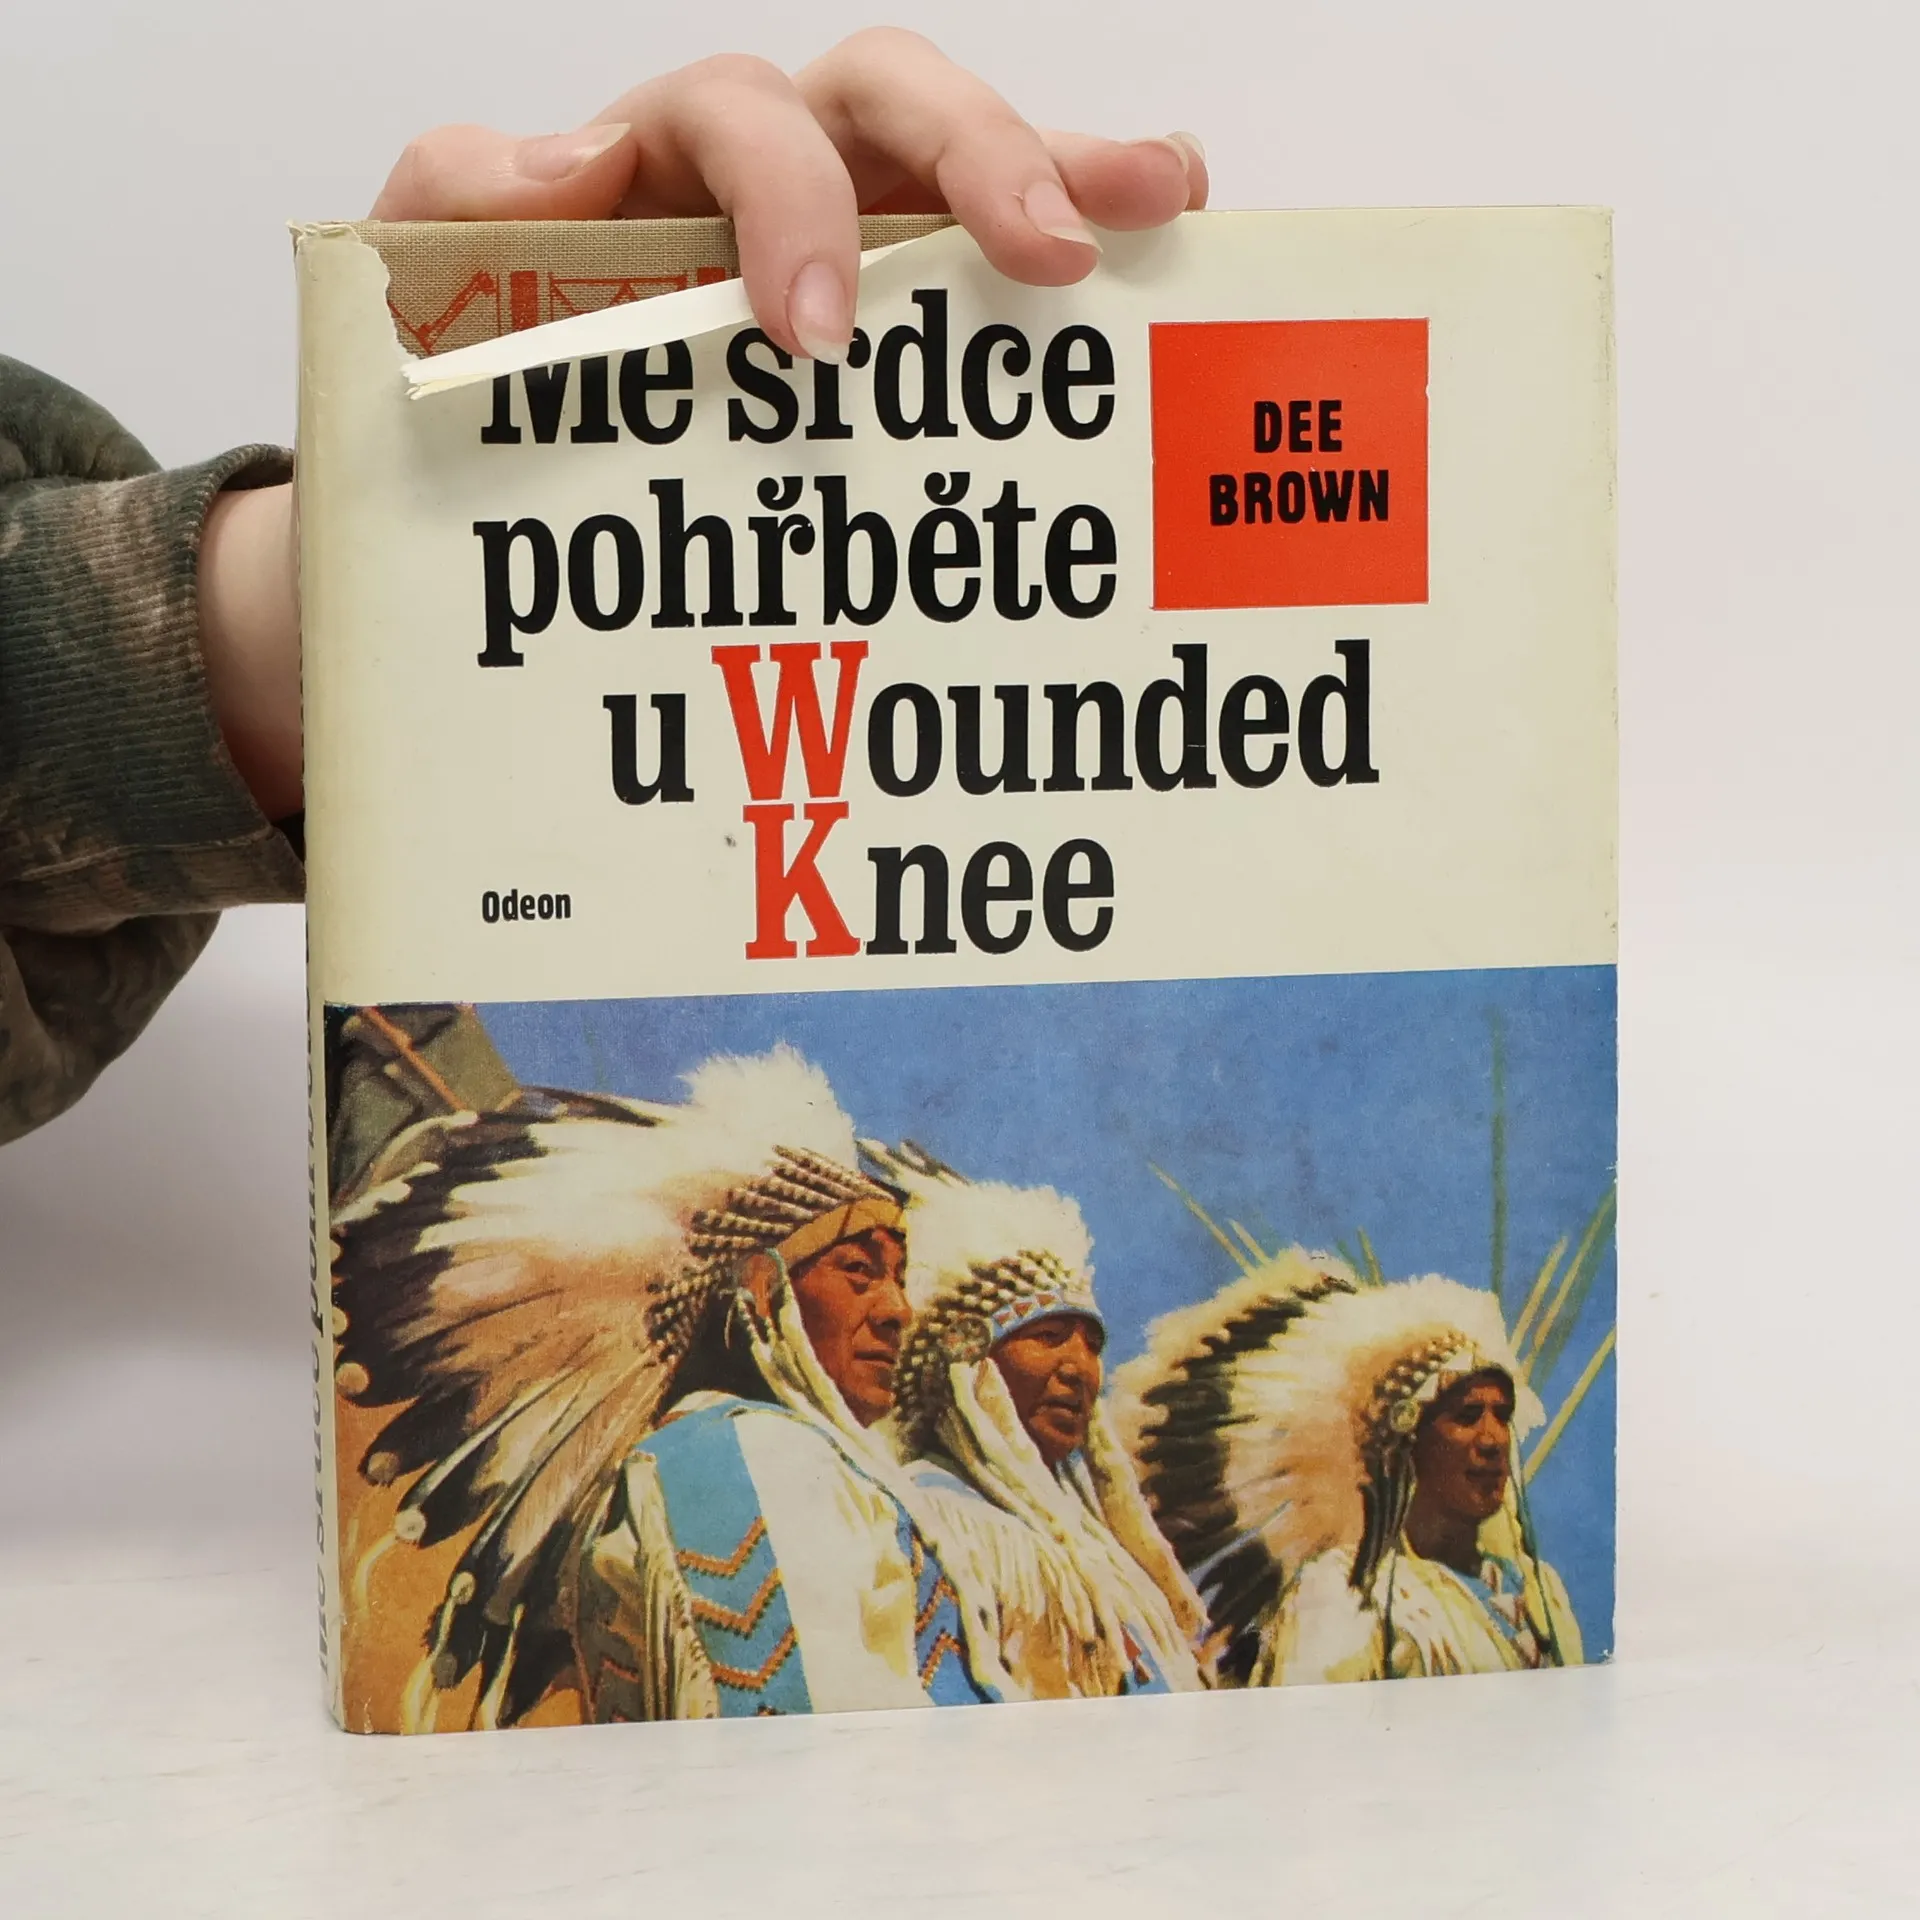 Mé srdce
pohřběte
u Wounded
Knee
DEE
BROWN
Odeon